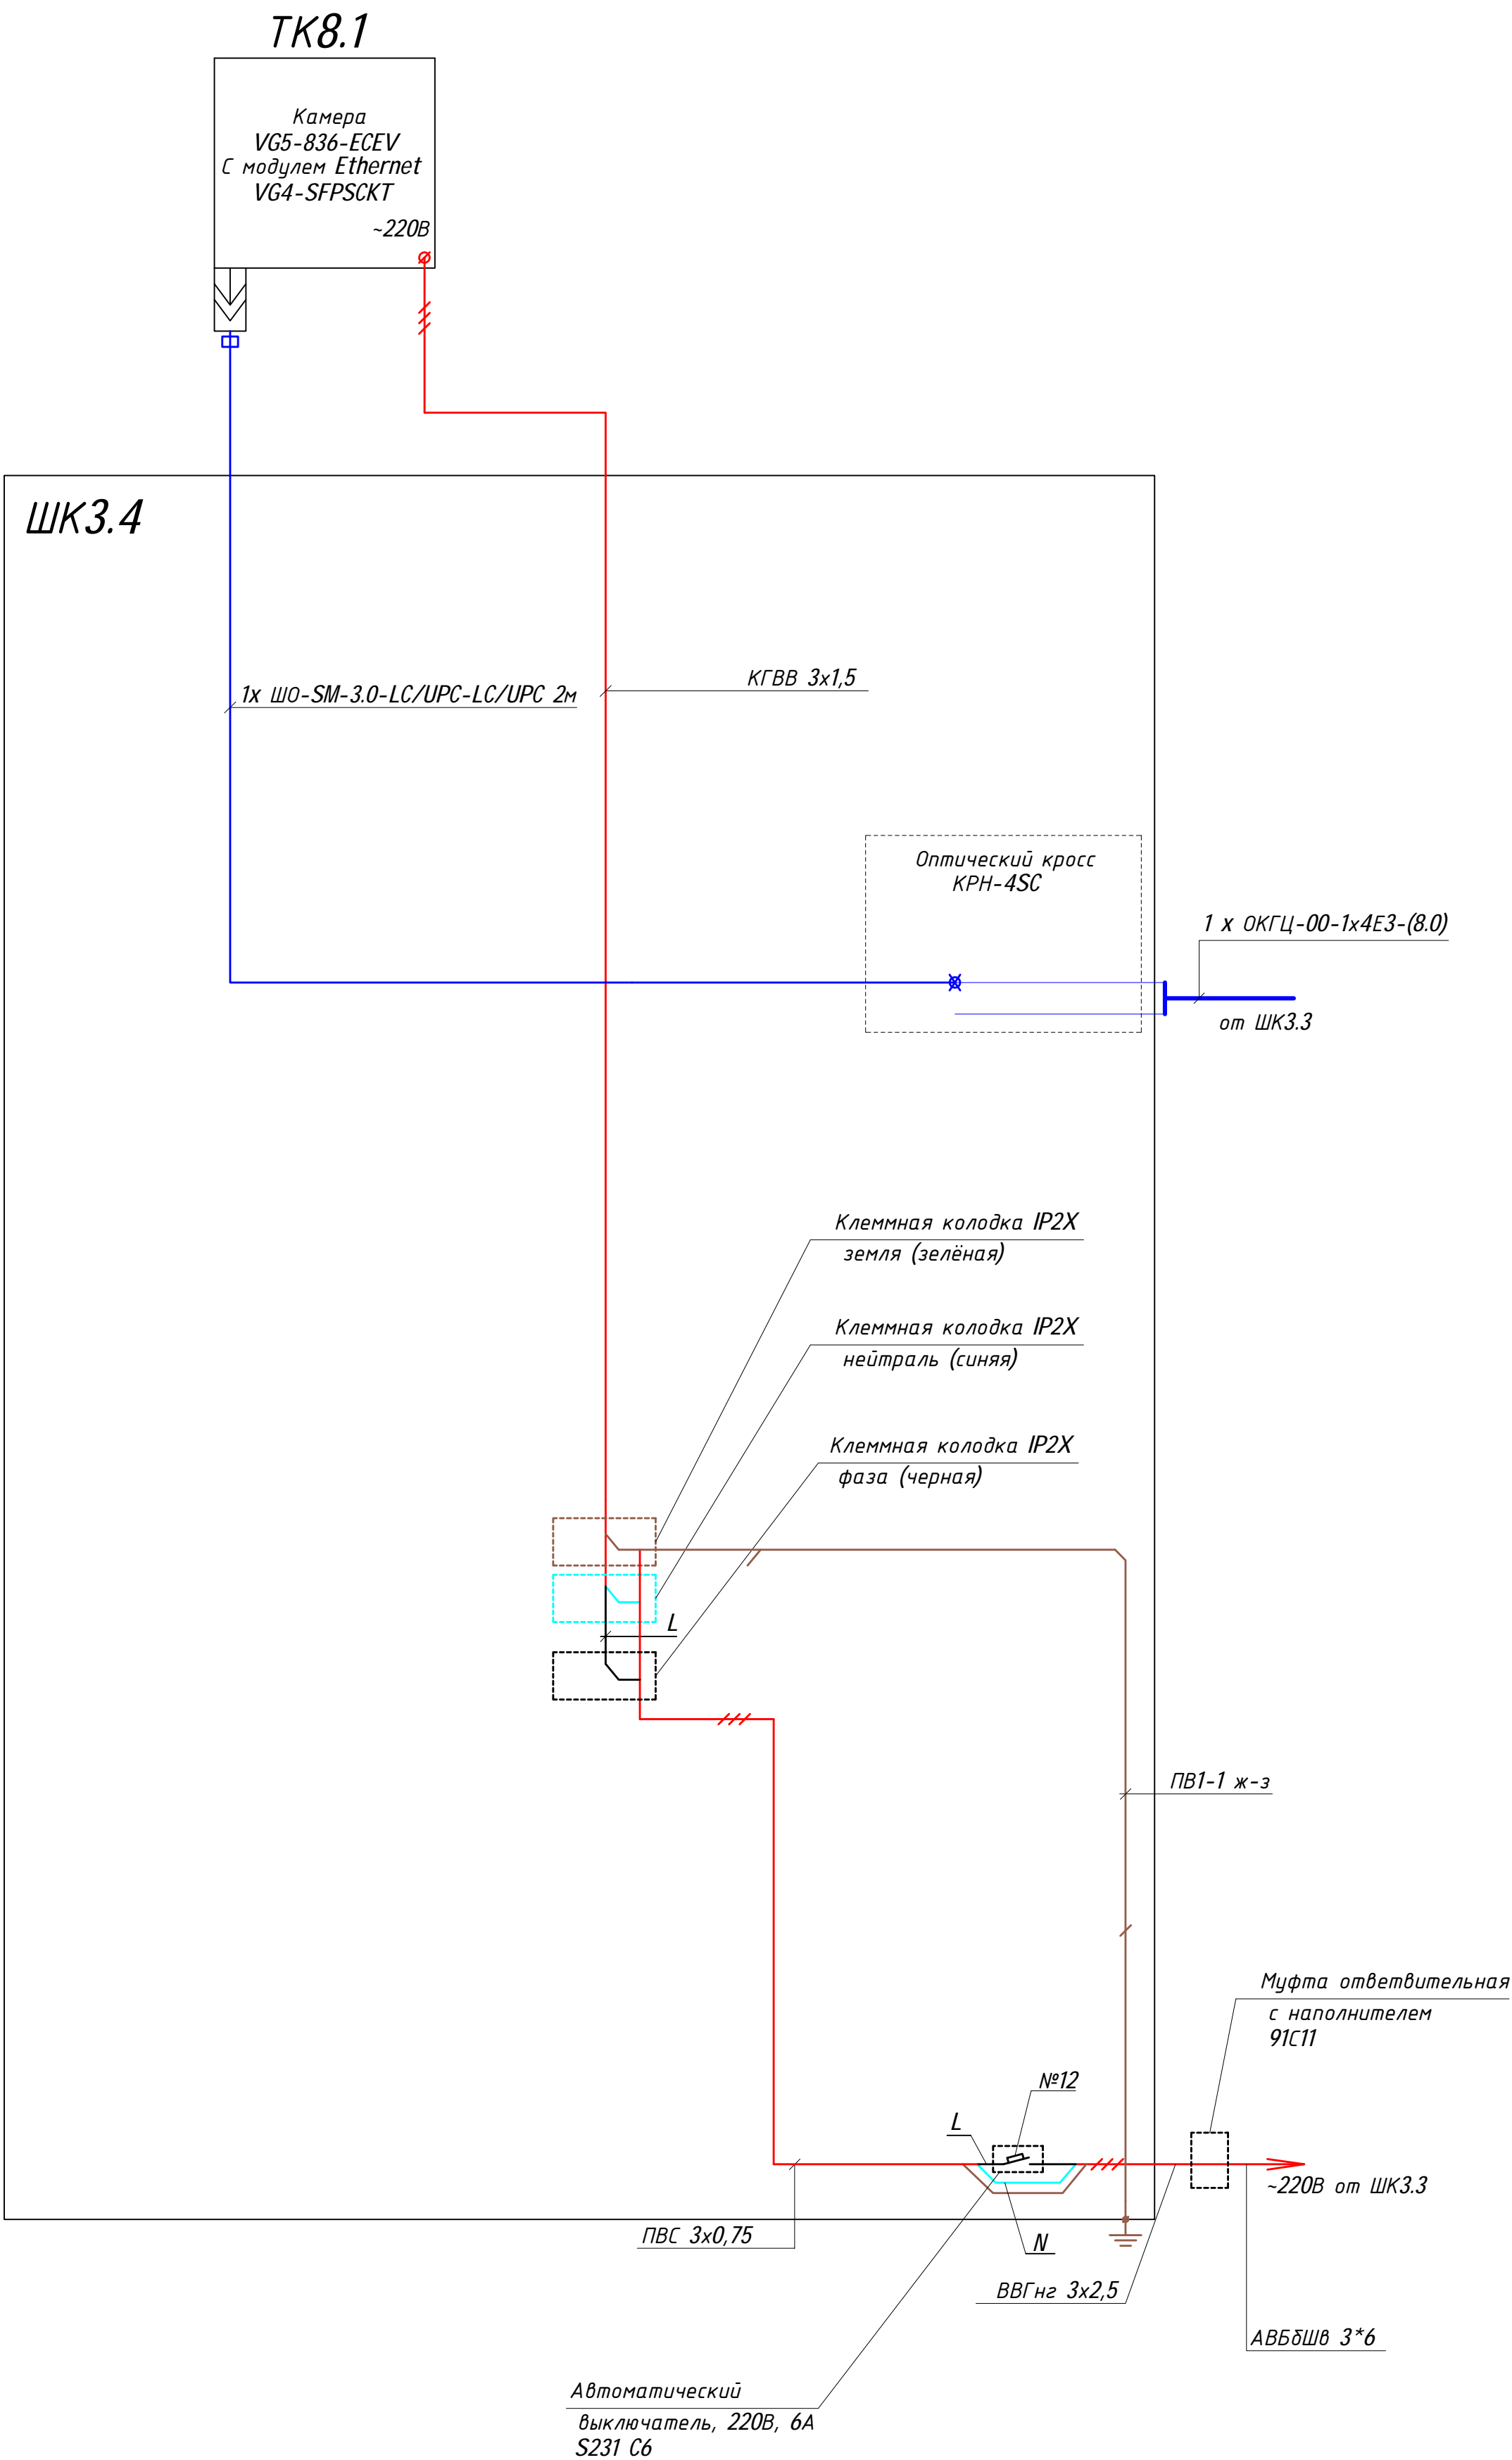 ТК8.1
Камера
VG5-836-ECEV
С модулем Ethernet
VG4-SFPSCKT
~220В
ШК3.4
КГВВ 3х1,5
1x ШО-SM-3.0-LC/UPC-LC/UPC 2м
Оптический кросс
КРН-4SC
1 x ОКГЦ-00-1х4Е3-(8.0)
от ШК3.3
Клеммная колодка IP2X
земля (зелёная)
Клеммная колодка IP2X
нейтраль (синяя)
Клеммная колодка IP2X
фаза (черная)
L
ПВ1-1 ж-з
Муфта ответвительная
с наполнителем
91С11
№12
L
~220В от ШК3.3
ПВС 3х0,75
N
ВВГнг 3х2,5
АВБбШв 3*6
Автоматический
выключатель, 220В, 6А
S231 C6